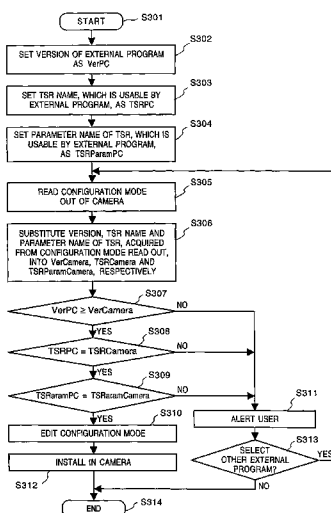 START
S301
S302
SET VERSION OF EXTERNAL PROGRAM
AS VerPC
S303
SET TSR NAME, WHICH IS USABLE BY
EXTERNAL PROGRAM, AS TSRPC
S304
SET PARAMETER NAME OF TSR, WHICH IS
USABLE BY EXTERNAL PROGRAM,
AS TSRParamPC
S305
READ CONFIGURATION MODE
OUT OF CAMERA
S306
SUBSTITUTE VERSION, TSR NAME AND
PARAMETER NAME OF TSR, ACQUIRED
FROM CONFIGURATION MODE READ OUT,
INTO VerCamera, TSRCamera AND
TSRParamCamera, RESPECTIVELY
S307
VerPC ≥ VerCamera
NO
YES
S308
TSRPC = TSRCamera
NO
YES
S309
TSRParamPC = TSRParamCamera
NO
YES
S310
EDIT CONFIGURATION MODE
S311
ALERT USER
S312
INSTALL IN CAMERA
S313
SELECT
OTHER EXTERNAL
PROGRAM?
YES
NO
END
S314